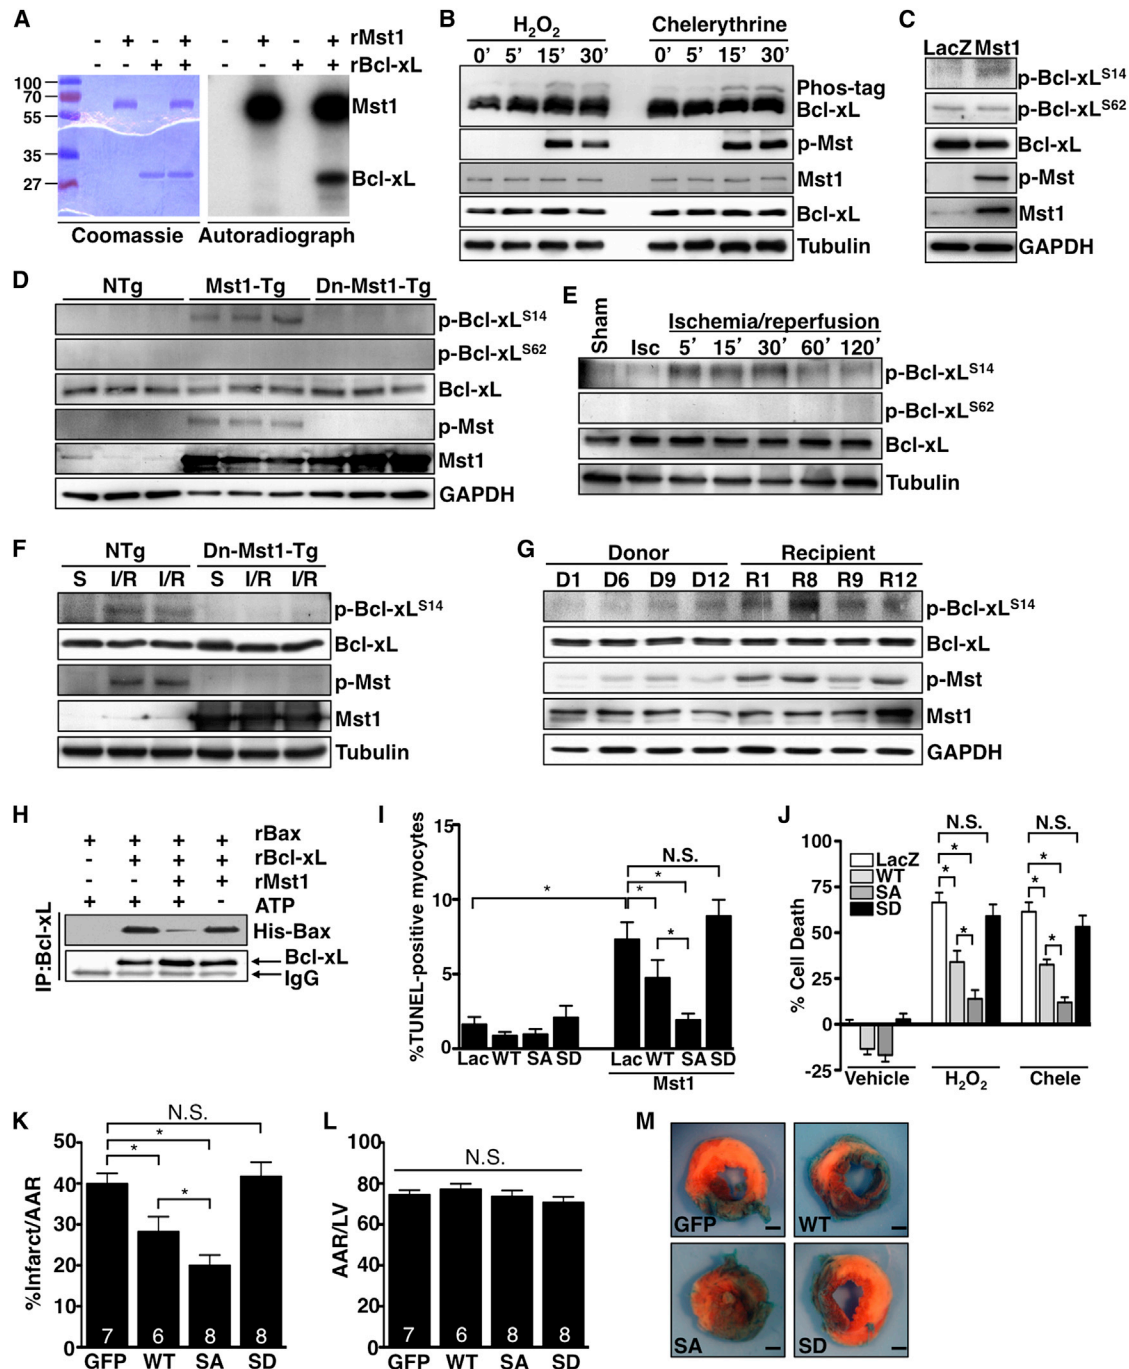 A
- + - + rMst1
- - + + rBcl-xL
100
70
55
35
27
Mst1
Bcl-xL
Coomassie Autoradiograph
B
H2O2 Chelerythrine
0’ 5’ 15’ 30’ 0’ 5’ 15’ 30’
Phos-tag
Bcl-xL
p-Mst
Mst1
Bcl-xL
Tubulin
C
LacZ Mst1
p-Bcl-xLS14
p-Bcl-xLS62
Bcl-xL
p-Mst
Mst1
GAPDH
D
NTg Mst1-Tg Dn-Mst1-Tg
p-Bcl-xLS14
p-Bcl-xLS62
Bcl-xL
p-Mst
Mst1
GAPDH
E
Sham
Isc
Ischemia/reperfusion
5’ 15’ 30’ 60’ 120’
p-Bcl-xLS14
p-Bcl-xLS62
Bcl-xL
Tubulin
F
NTg Dn-Mst1-Tg
S I/R I/R S I/R I/R
p-Bcl-xLS14
Bcl-xL
p-Mst
Mst1
Tubulin
G
Donor Recipient
D1 D6 D9 D12 R1 R8 R9 R12
p-Bcl-xLS14
Bcl-xL
p-Mst
Mst1
GAPDH
H
+ + + + rBax
- + + + rBcl-xL
- - + + rMst1
+ + + - ATP
IP:Bcl-xL
His-Bax
Bcl-xL
IgG
I
%TUNEL-positive myocytes
15
10
5
0
N.S.
*
*
*
*
Lac WT SA SD Lac WT SA SD
Mst1
J
% Cell Death
100
75
50
25
0
-25
LacZ
WT
SA
SD
N.S. N.S.
* *
* *
* *
Vehicle H2O2 Chele
K
%Infarct/AAR
50
40
30
20
10
0
N.S.
*
*
*
7 6 8 8
GFP WT SA SD
L
AAR/LV
100
80
60
40
20
0
N.S.
7 6 8 8
GFP WT SA SD
M
GFP WT
SA SD